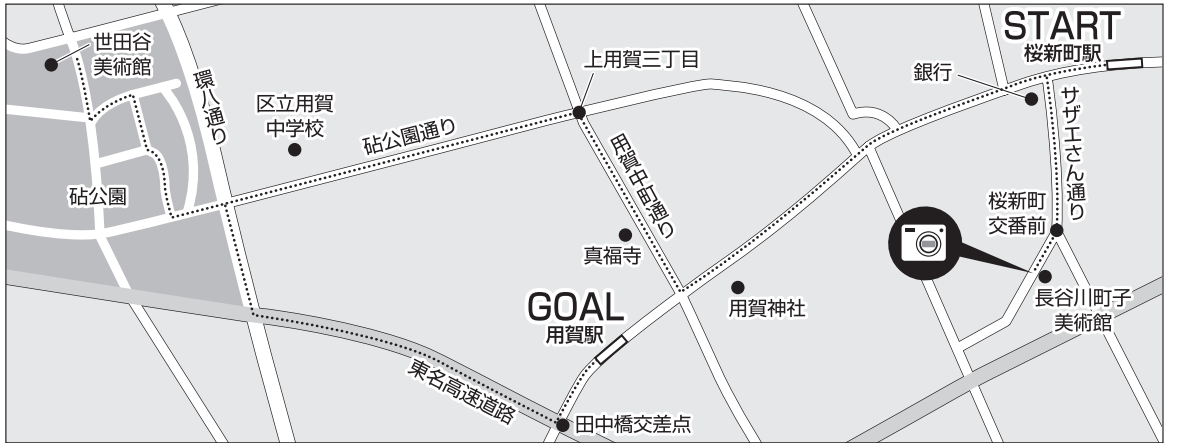 START
桜新町駅
銀行
サザエさん通り
桜新町
交番前
長谷川町子
美術館
用賀神社
上用賀三丁目
用賀中町通り
真福寺
砧公園通り
区立用賀
中学校
環八通り
世田谷
美術館
砧公園
東名高速道路
田中橋交差点
GOAL
用賀駅